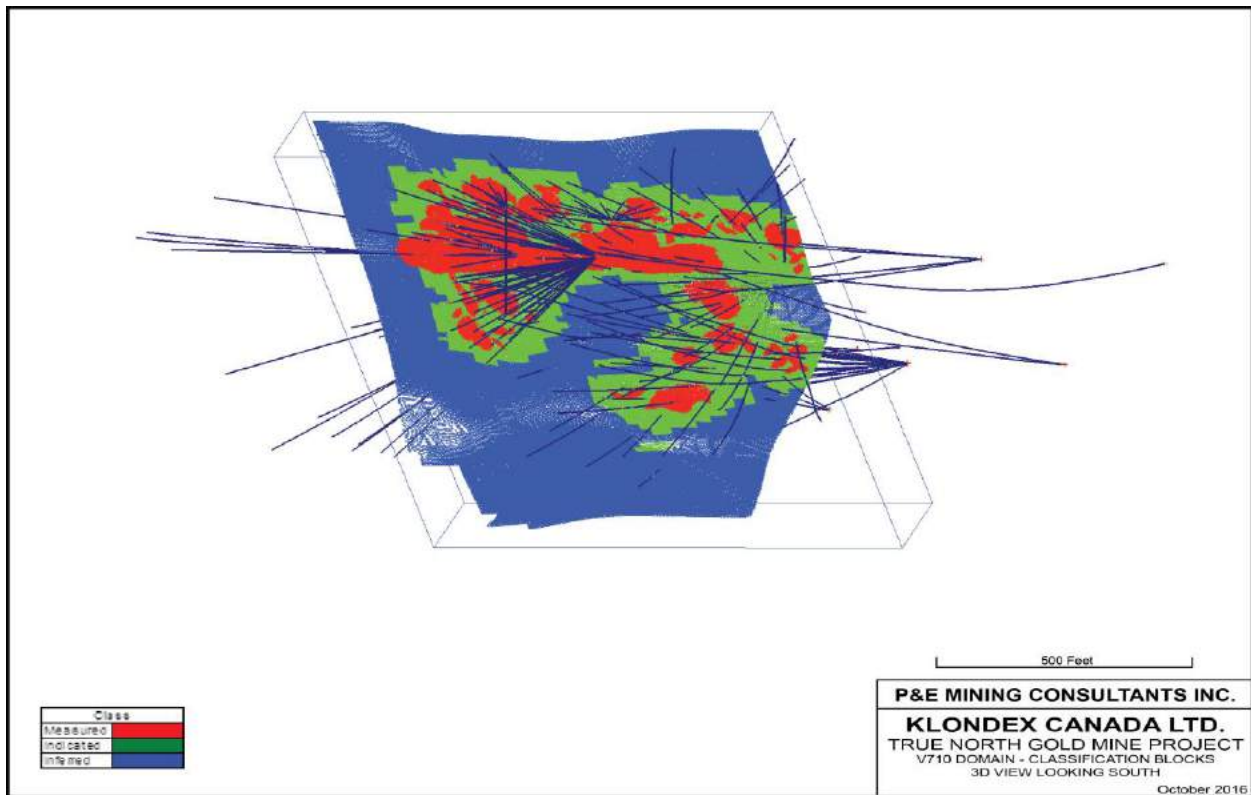 500 Feet
P&E MINING CONSULTANTS INC.
KLONDEX CANADA LTD.
TRUE NORTH GOLD MINE PROJECT
V710 DOMAIN - CLASSIFICATION BLOCKS
3D VIEW LOOKING SOUTH
October 2016
Class
Measured
Indicated
Inferred